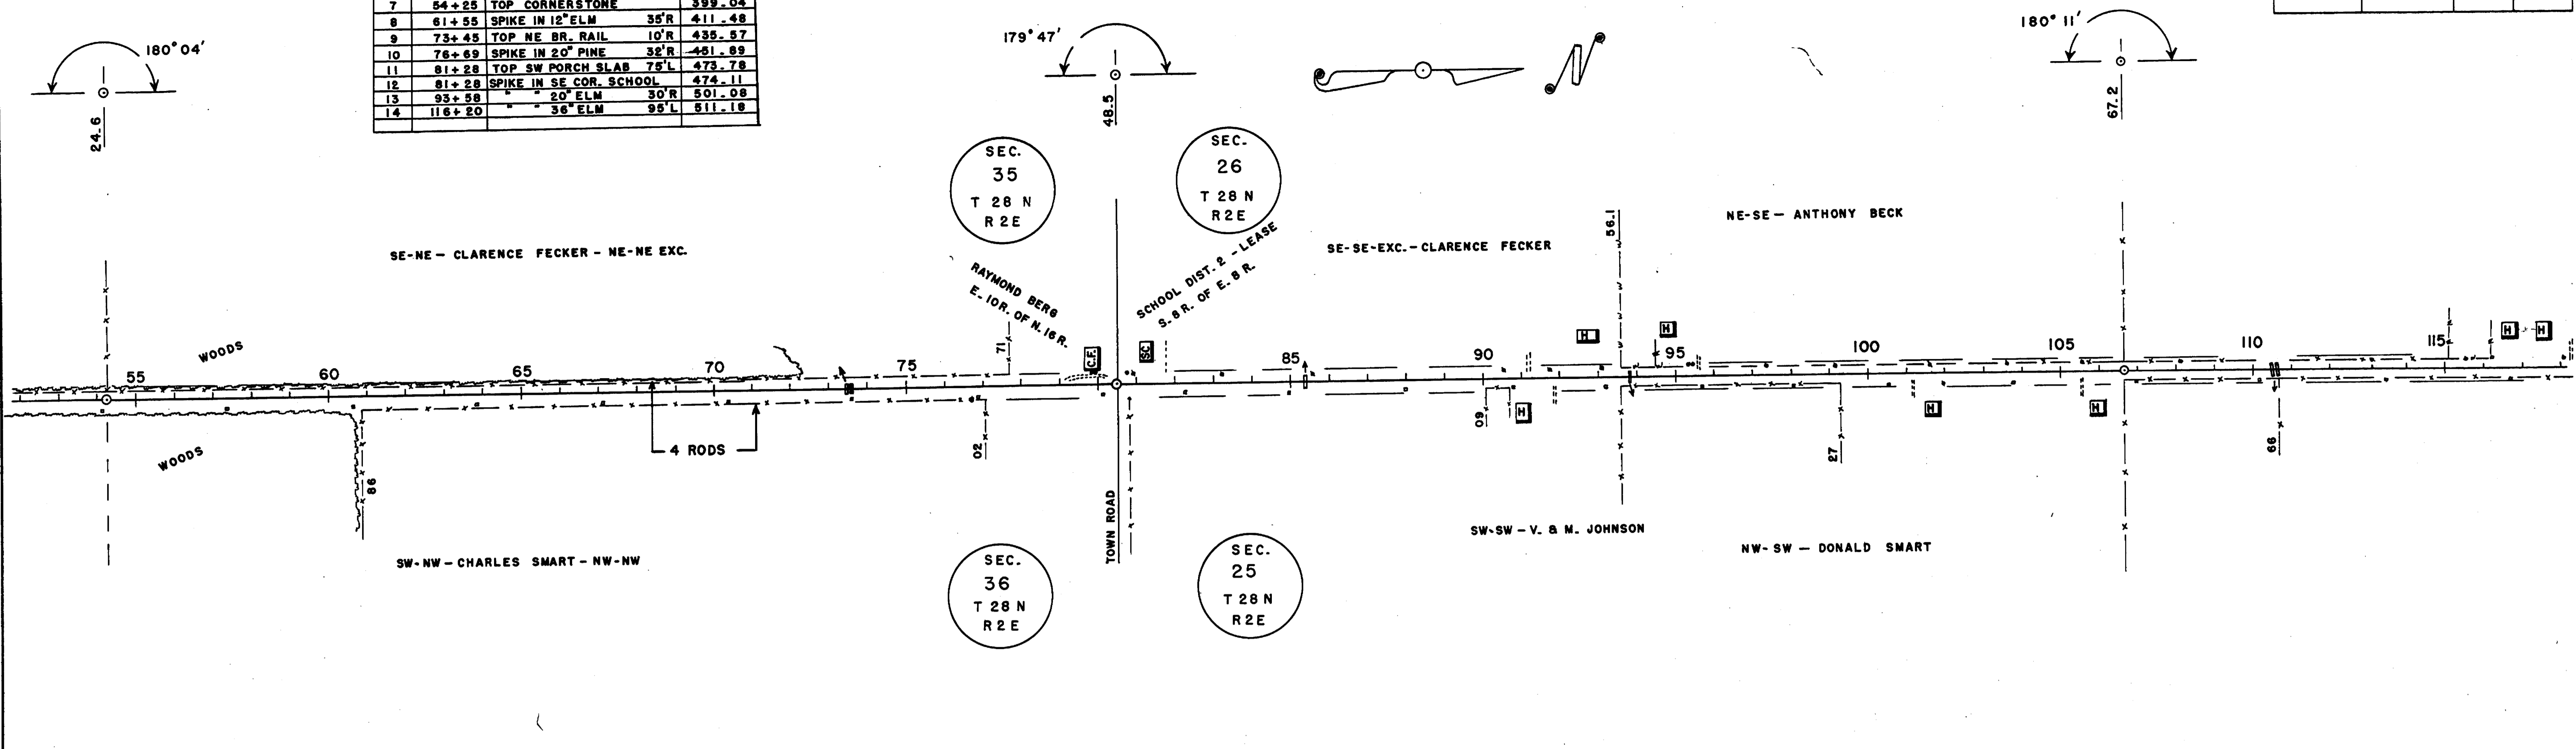 7 54+25 TOP CORNERSTONE 399.04
8 61+55 SPIKE IN 12" ELM 35'R 411.48
9 73+45 TOP NE BR. RAIL 10'R 435.57
10 76+69 SPIKE IN 20" PINE 32'R 451.89
11 81+28 TOP SW PORCH SLAB 75'L 473.78
12 81+28 SPIKE IN SE COR. SCHOOL 474.11
13 93+58 " " 20" ELM 30'R 501.08
14 116+20 " 36" ELM 95'L 511.18
180° 04'
179° 47'
180° 11'
24.6
48.5
67.2
N
SEC.
35
T 28 N
R 2 E
SEC.
26
T 28 N
R 2 E
SE-NE — CLARENCE FECKER — NE-NE EXC.
RAYMOND BERG
E. 10 R. OF N. 16 R.
SCHOOL DIST. 2 - LEASE
S. 8 R. OF E. 8 R.
SE-SE-EXC. — CLARENCE FECKER
56.1
NE-SE — ANTHONY BECK
WOODS
71
C.F.
SC
H
H
H
H
55
60
65
70
75
85
90
95
100
105
110
115
WOODS
86
4 RODS
02
TOWN ROAD
09
H
27
H
H
66
SW-NW — CHARLES SMART — NW-NW
SW-SW — V. & M. JOHNSON
NW-SW — DONALD SMART
SEC.
36
T 28 N
R 2 E
SEC.
25
T 28 N
R 2 E